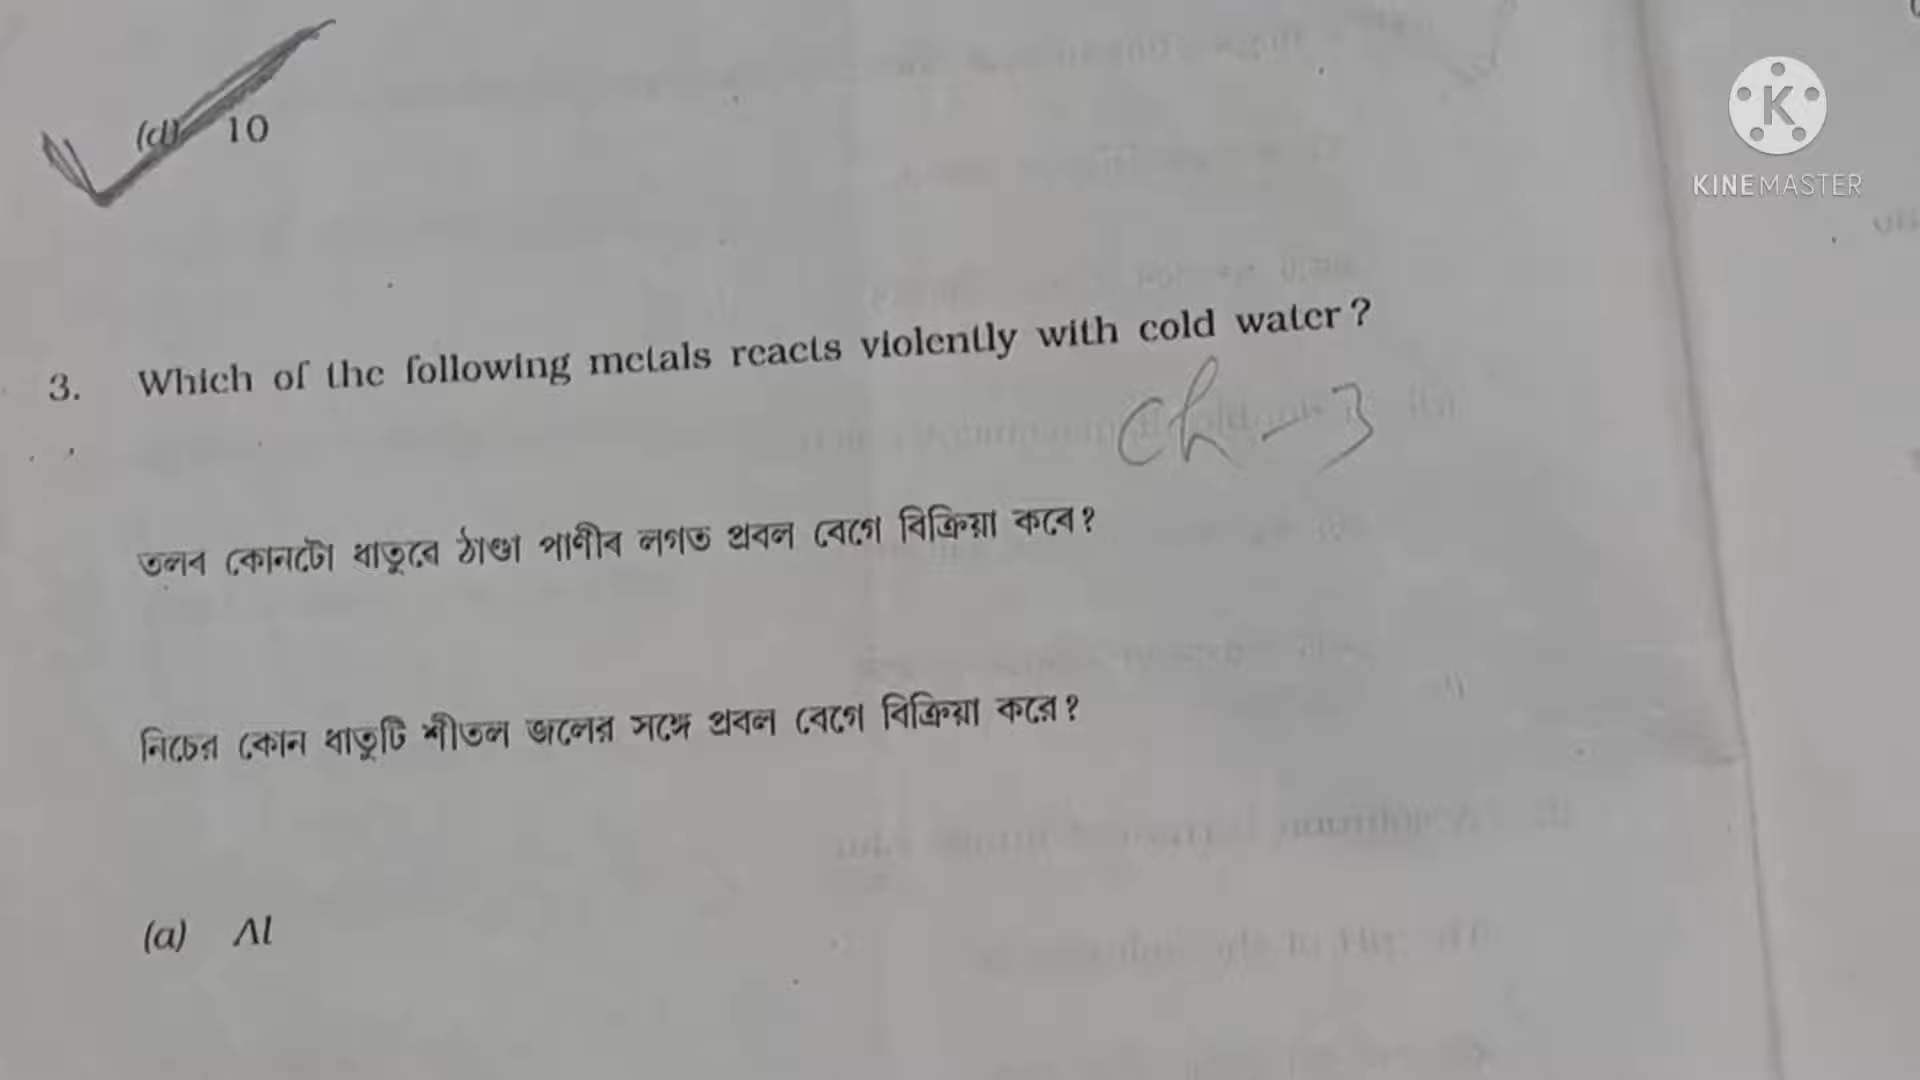 (d) 10
KINEMASTER
3. Which of the following metals reacts violently with cold water?
Ch-3
তলৰ কোনটো ধাতুৱে ঠাণ্ডা পাণীৰ লগত প্ৰবল বেগে বিক্ৰিয়া কৰে?
নিচের কোন ধাতুটি শীতল জলের সঙ্গে প্রবল বেগে বিক্রিয়া করে?
(a) Al